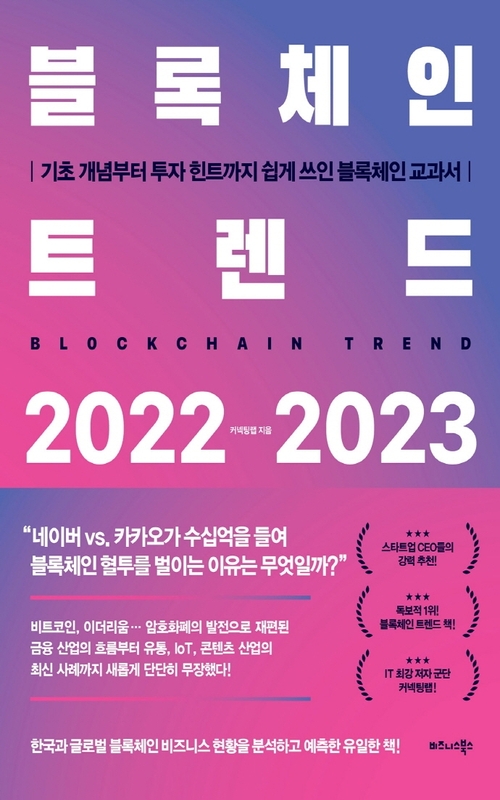 블록체인
| 기초 개념부터 투자 힌트까지 쉽게 쓰인 블록체인 교과서 |
트렌드
BLOCKCHAIN TREND
2022 커넥팅랩 지음 2023
“네이버 vs. 카카오가 수십억을 들여
블록체인 혈투를 벌이는 이유는 무엇일까?”
비트코인, 이더리움… 암호화폐의 발전으로 재편된
금융 산업의 흐름부터 유통, IoT, 콘텐츠 산업의
최신 사례까지 새롭게 단단히 무장했다!
한국과 글로벌 블록체인 비즈니스 현황을 분석하고 예측한 유일한 책!
★★★
스타트업 CEO들의
강력 추천!
★★★
독보적 1위!
블록체인 트렌드 책!
★★★
IT 최강 저자 군단
커넥팅랩!
비즈니스북스